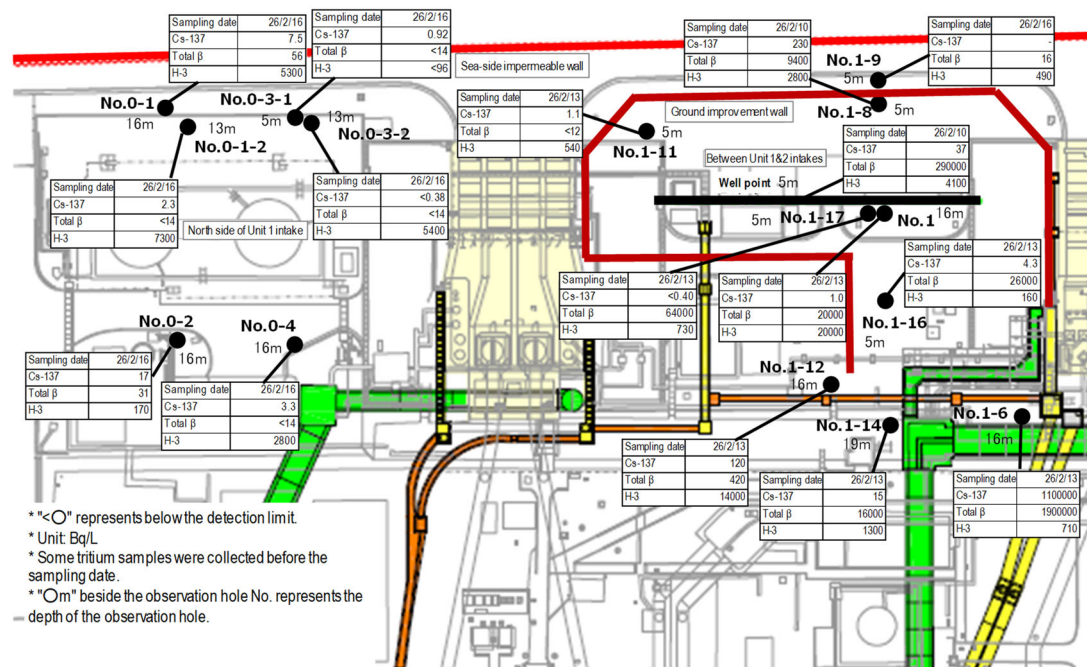 Sampling date 26/2/16
Cs-137 7.5
Total β 56
H-3 5300
Sampling date 26/2/16
Cs-137 0.92
Total β <14
H-3 <96
Sea-side impermeable wall
Sampling date 26/2/10
Cs-137 230
Total β 9400
H-3 2800
Sampling date 26/2/16
Cs-137 -
Total β 16
H-3 490
No.1-9
5m
No.0-1
16m
No.0-3-1
5m
13m
No.0-1-2
13m
No.0-3-2
Sampling date 26/2/13
Cs-137 1.1
Total β <12
H-3 540
5m
No.1-11
Ground improvement wall
5m
No.1-8
Sampling date 26/2/10
Cs-137 37
Total β 290000
H-3 4100
Between Unit 1&2 intakes
Well point 5m
Sampling date 26/2/16
Cs-137 2.3
Total β <14
H-3 7300
North side of Unit 1 intake
Sampling date 26/2/16
Cs-137 <0.38
Total β <14
H-3 5400
5m
No.1-17
No.1
16m
Sampling date 26/2/13
Cs-137 4.3
Total β 26000
H-3 160
Sampling date 26/2/13
Cs-137 <0.40
Total β 64000
H-3 730
Sampling date 26/2/13
Cs-137 1.0
Total β 20000
H-3 20000
No.1-16
5m
No.0-2
16m
No.0-4
16m
Sampling date 26/2/16
Cs-137 17
Total β 31
H-3 170
Sampling date 26/2/16
Cs-137 3.3
Total β <14
H-3 2800
No.1-12
16m
No.1-14
19m
No.1-6
16m
Sampling date 26/2/13
Cs-137 120
Total β 420
H-3 14000
Sampling date 26/2/13
Cs-137 15
Total β 16000
H-3 1300
Sampling date 26/2/13
Cs-137 1100000
Total β 1900000
H-3 710
* "<○" represents below the detection limit.
* Unit: Bq/L
* Some tritium samples were collected before the
sampling date.
* "○m" beside the observation hole No. represents the
depth of the observation hole.